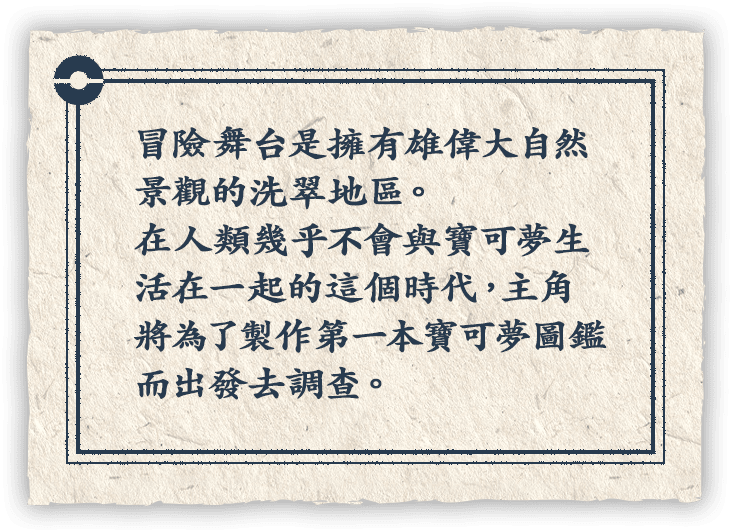 冒險舞台是擁有雄偉大自然
景觀的洗翠地區。
在人類幾乎不會與寶可夢生
活在一起的這個時代，主角
將為了製作第一本寶可夢圖鑑
而出發去調查。